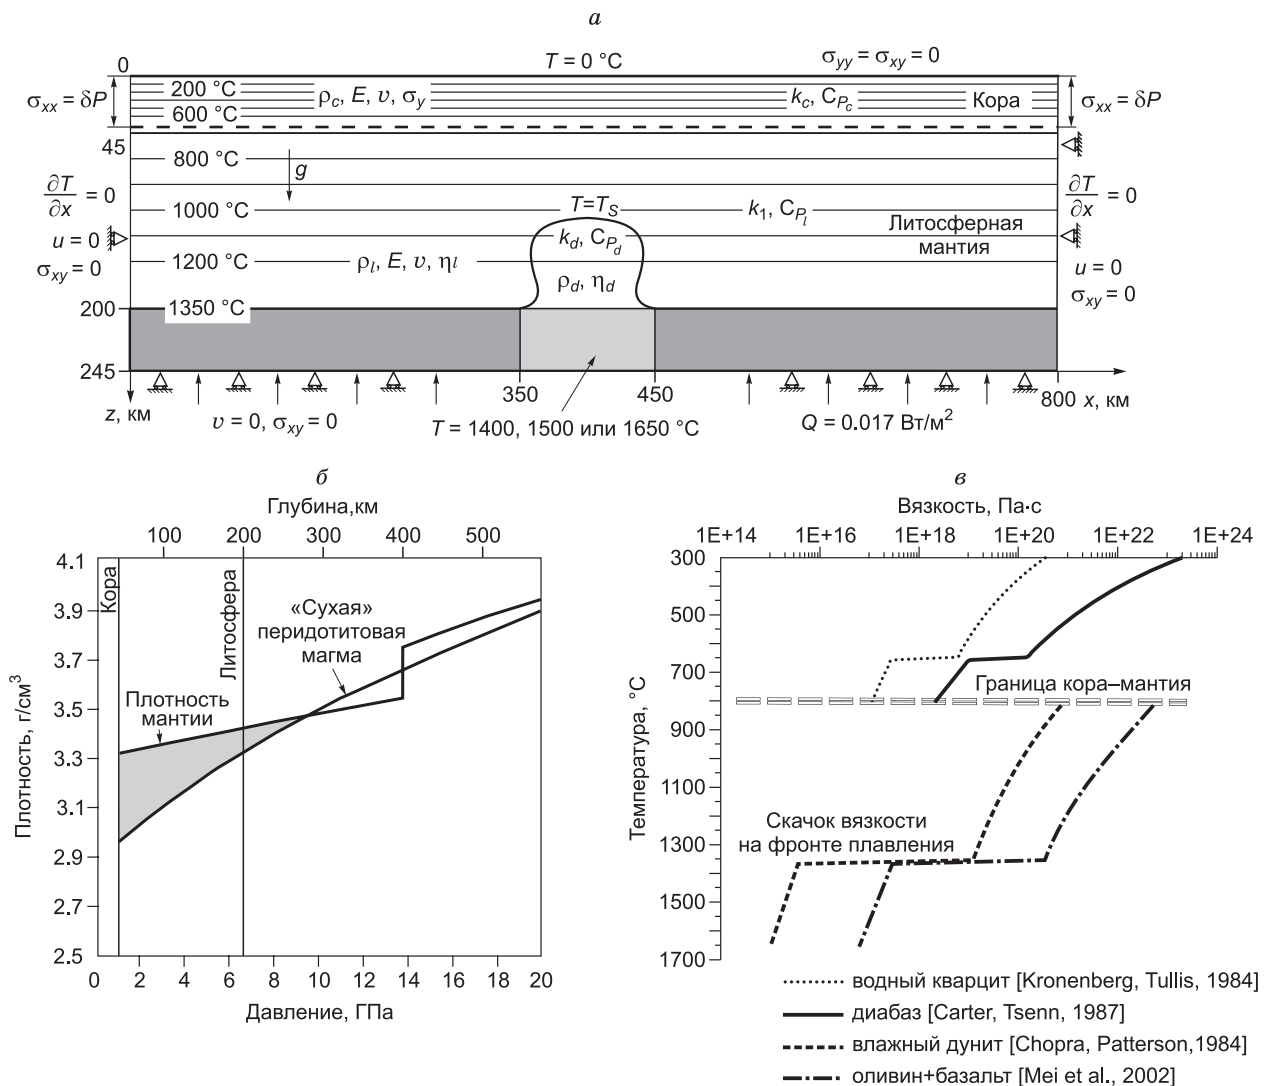 а
T = 0 °C
σyy = σxy = 0
0
200 °C
σxx = δP
ρc, E, υ, σy
kc, CPc
Кора
σxx = δP
600 °C
45
800 °C
g
∂T/∂x = 0
1000 °C
T=TS
k1, CPl
∂T/∂x = 0
Литосферная
мантия
u = 0
kd, CPd
σxy = 0
1200 °C
ρl, E, υ, ηl
u = 0
ρd, ηd
σxy = 0
200
1350 °C
245
350
450
800 x, км
z, км
υ = 0, σxy = 0
T = 1400, 1500 или 1650 °C
Q = 0.017 Вт/м²
б
Глубина,км
100 200 300 400 500
4.1
3.9
3.7
3.5
3.3
3.1
2.9
2.7
2.5
Плотность, г/см³
Кора
Литосфера
«Сухая»
перидотитовая
магма
Плотность
мантии
0 2 4 6 8 10 12 14 16 18 20
Давление, ГПа
в
Вязкость, Па·с
1E+14 1E+16 1E+18 1E+20 1E+22 1E+24
300
500
700
900
1100
1300
1500
1700
Температура, °C
Граница кора–мантия
Скачок вязкости
на фронте плавления
водный кварцит [Kronenberg, Tullis, 1984]
диабаз [Carter, Tsenn, 1987]
влажный дунит [Chopra, Patterson,1984]
оливин+базальт [Mei et al., 2002]